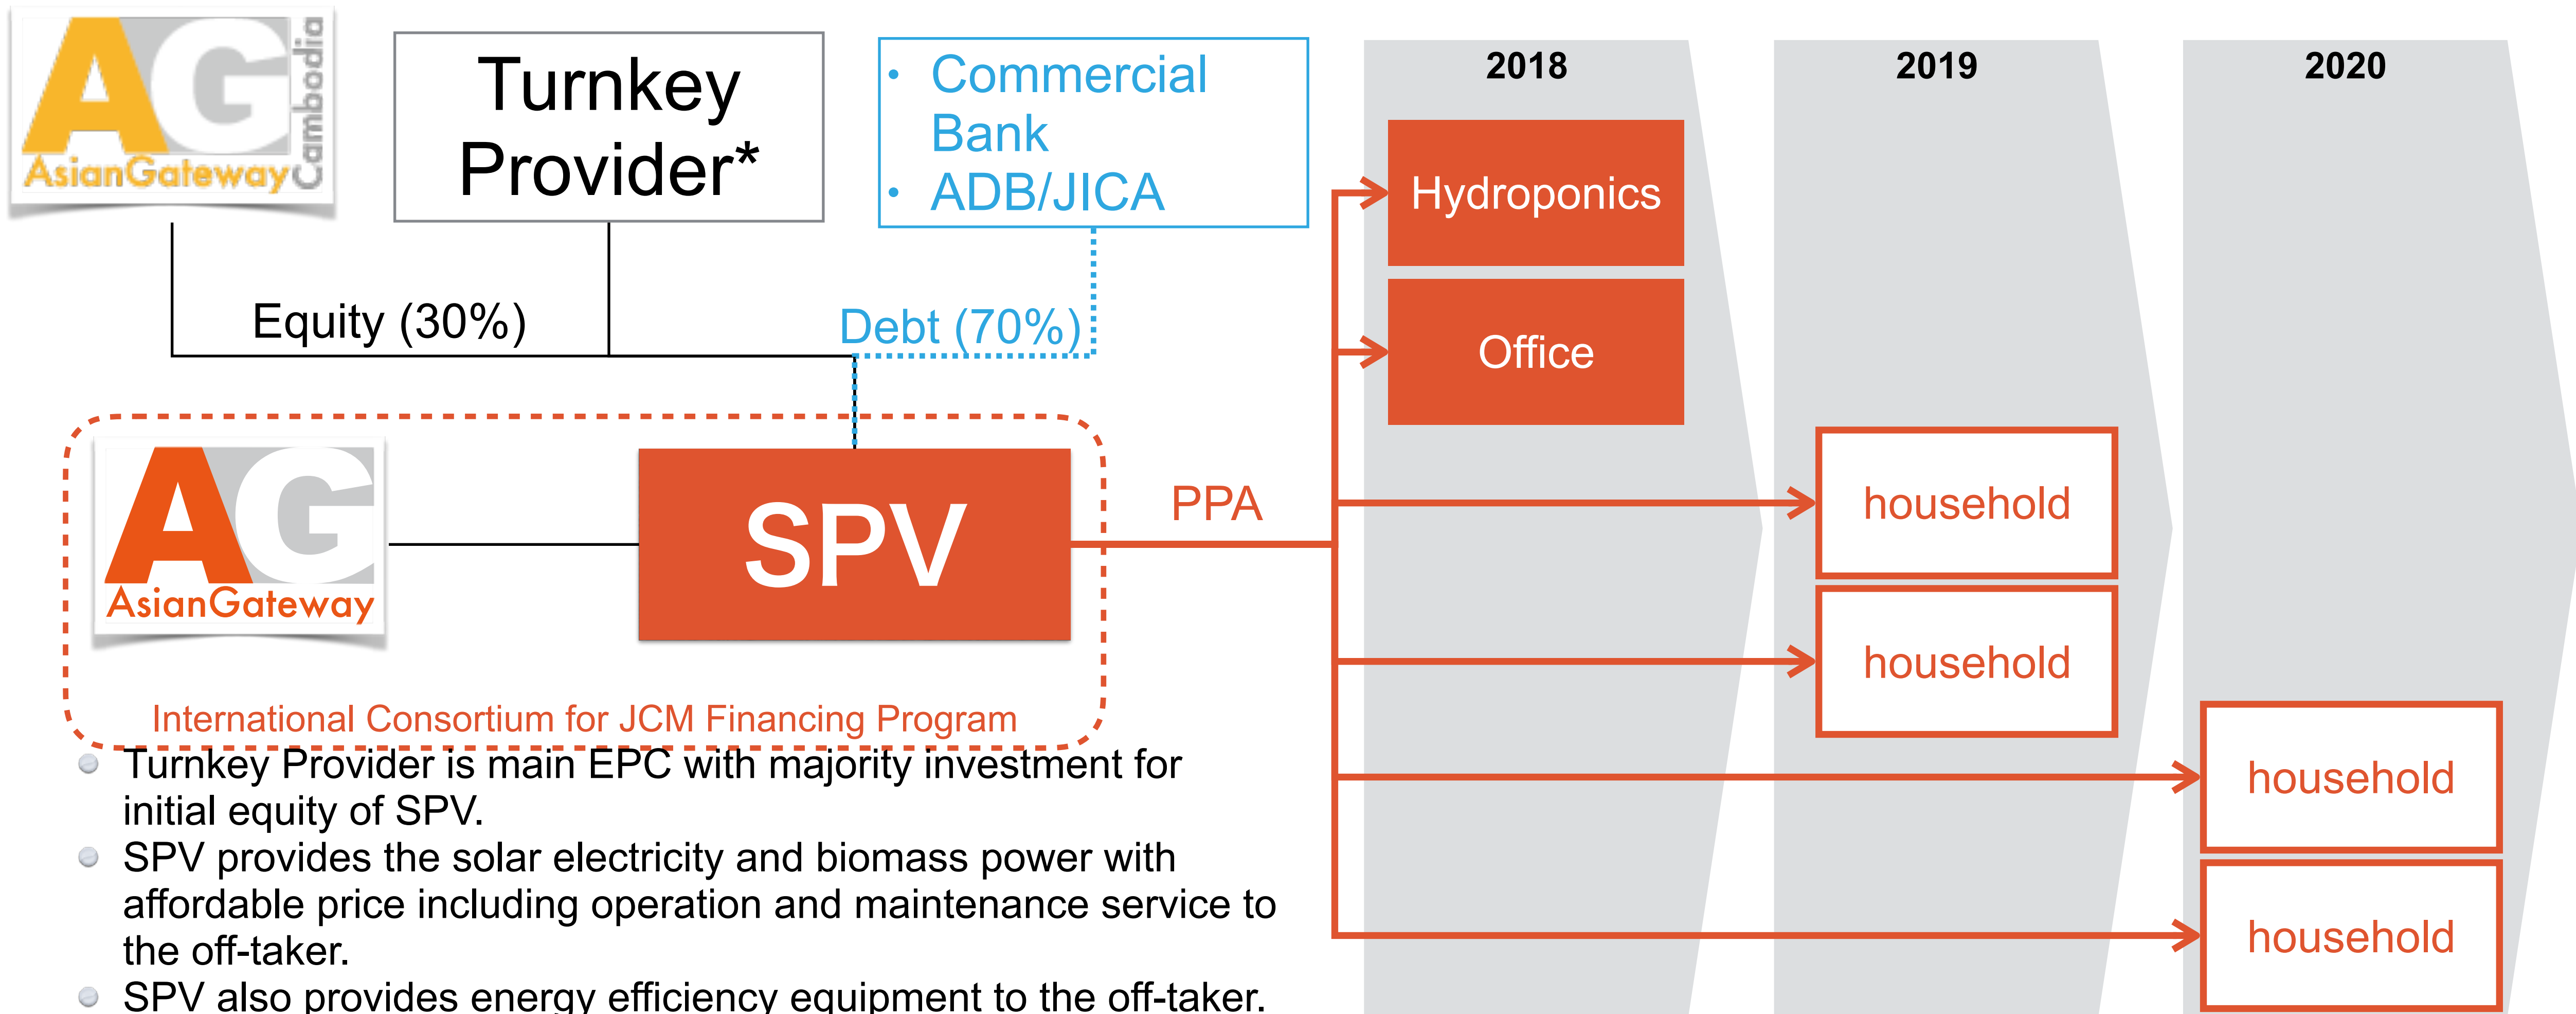 AG
AsianGateway
Cambodia
Turnkey
Provider*
• Commercial
Bank
• ADB/JICA
Equity (30%)
Debt (70%)
AG
AsianGateway
SPV
PPA
International Consortium for JCM Financing Program
Turnkey Provider is main EPC with majority investment for
initial equity of SPV.
SPV provides the solar electricity and biomass power with
affordable price including operation and maintenance service to
the off-taker.
SPV also provides energy efficiency equipment to the off-taker.
2018
2019
2020
Hydroponics
Office
household
household
household
household